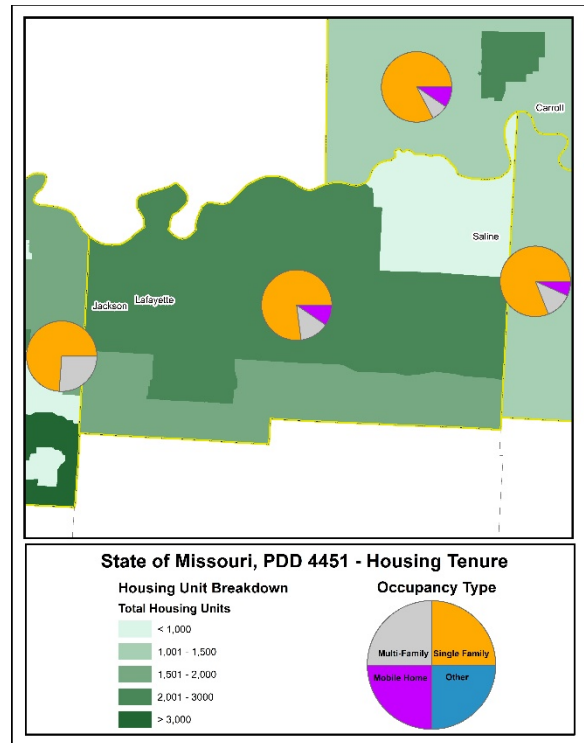 Carroll
Saline
Jackson
Lafayette
State of Missouri, PDD 4451 - Housing Tenure
Housing Unit Breakdown
Total Housing Units
< 1,000
1,001 - 1,500
1,501 - 2,000
2,001 - 3000
> 3,000
Occupancy Type
Multi-Family
Single Family
Mobile Home
Other